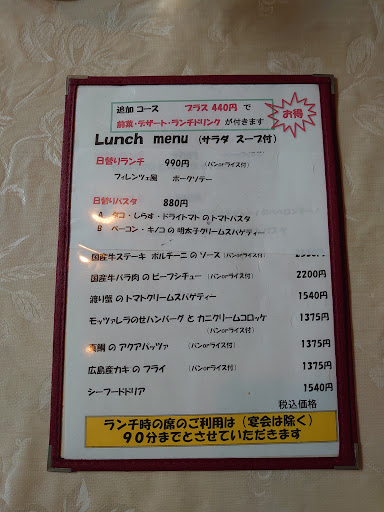 追加コース プラス 440円 で
前菜・デザート・ランチドリンク が付きます
お得
Lunch menu (サラダ スープ付)
日替りランチ 990円 (パンorライス付)
フィレンツェ風 ポークソテー
日替りパスタ 880円
A タコ・しらす・ドライトマト のトマトパスタ
B ベーコン・キノコ の 明太子クリームスパゲティー
国産牛ステーキ ポルチーニ の ソース (パンorライス付)
国産牛バラ肉 の ビーフシチュー (パンorライス付) 2200円
渡り蟹 の トマトクリームスパゲティー 1540円
モッツァレラのせハンバーグ と カニクリームコロッケ 1375円
(パンorライス付)
真鯛 の アクアパッツァ (パンorライス付) 1375円
広島産カキ の フライ (パンorライス付) 1375円
シーフードドリア 1540円
税込価格
ランチ時の席のご利用は(宴会は除く)
90分までとさせていただきます